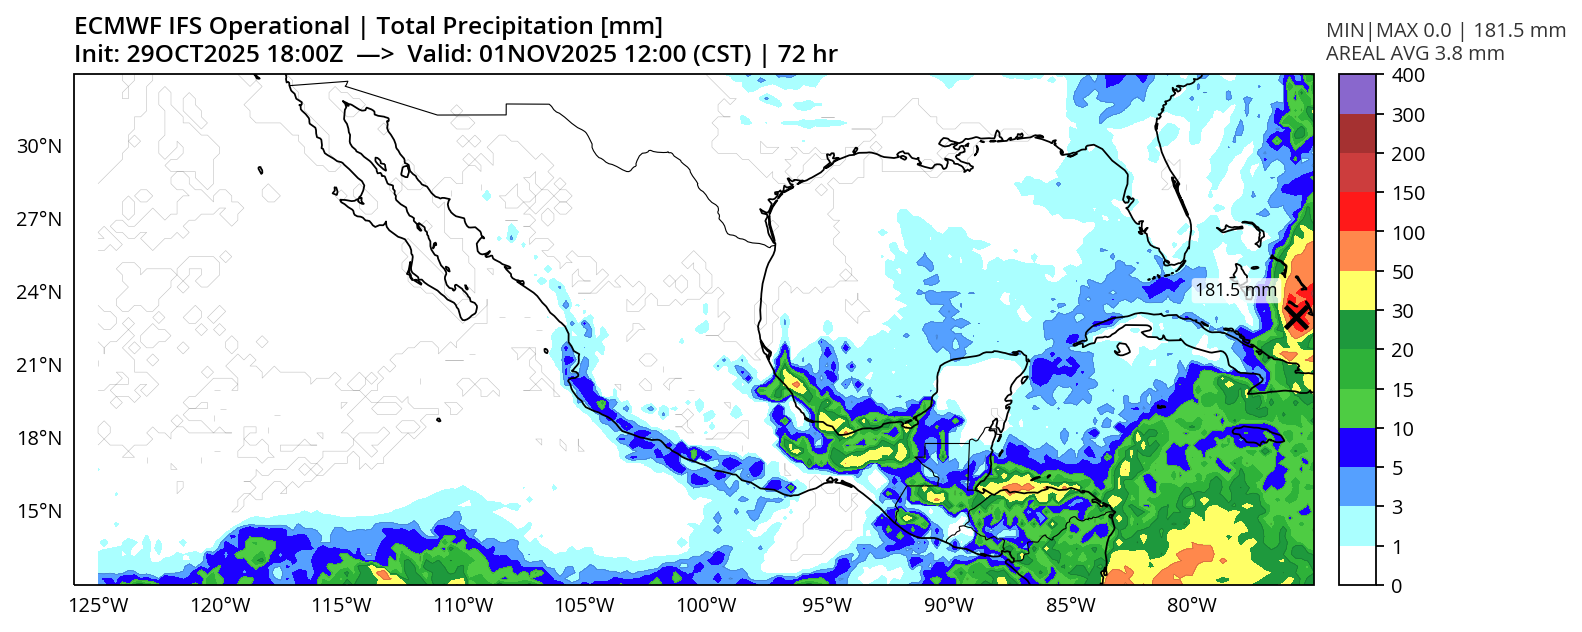 ECMWF IFS Operational | Total Precipitation [mm]
Init: 29OCT2025 18:00Z —> Valid: 01NOV2025 12:00 (CST) | 72 hr
MIN|MAX 0.0 | 181.5 mm
AREAL AVG 3.8 mm
30°N
27°N
24°N
21°N
18°N
15°N
181.5 mm
400
300
200
150
100
50
30
20
15
10
5
3
1
0
125°W 120°W 115°W 110°W 105°W 100°W 95°W 90°W 85°W 80°W